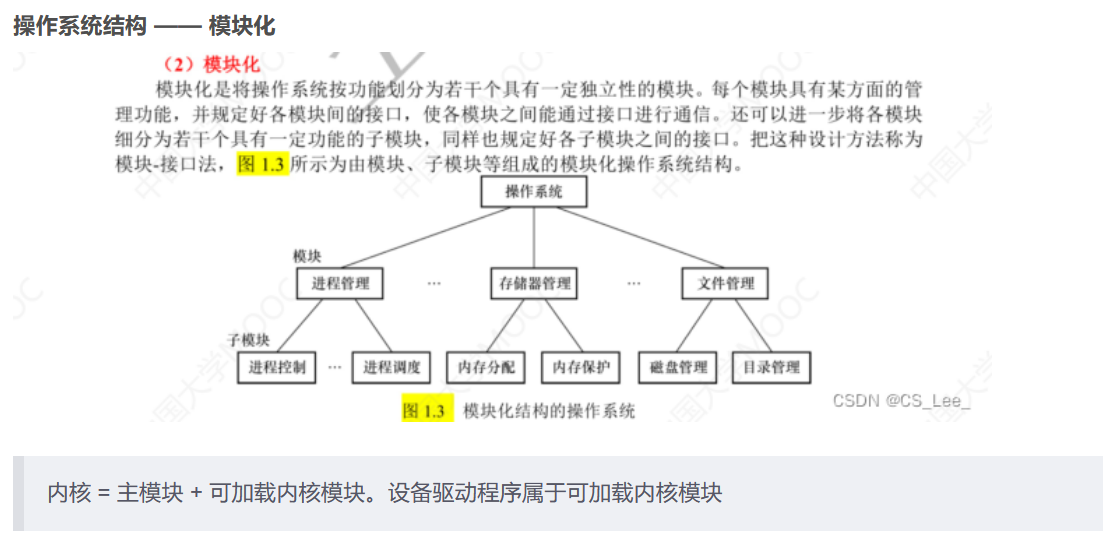 操作系统结构 —— 模块化
（2）模块化
模块化是将操作系统按功能划分为若干个具有一定独立性的模块。每个模块具有某方面的管
理功能，并规定好各模块间的接口，使各模块之间能通过接口进行通信。还可以进一步将各模块
细分为若干个具有一定功能的子模块，同样也规定好各子模块之间的接口。把这种设计方法称为
模块-接口法，图 1.3 所示为由模块、子模块等组成的模块化操作系统结构。
操作系统
模块
进程管理 … 存储器管理 … 文件管理
子模块
进程控制 … 进程调度 内存分配 内存保护 磁盘管理 目录管理
图 1.3 模块化结构的操作系统
CSDN @CS_Lee_
内核 = 主模块 + 可加载内核模块。设备驱动程序属于可加载内核模块